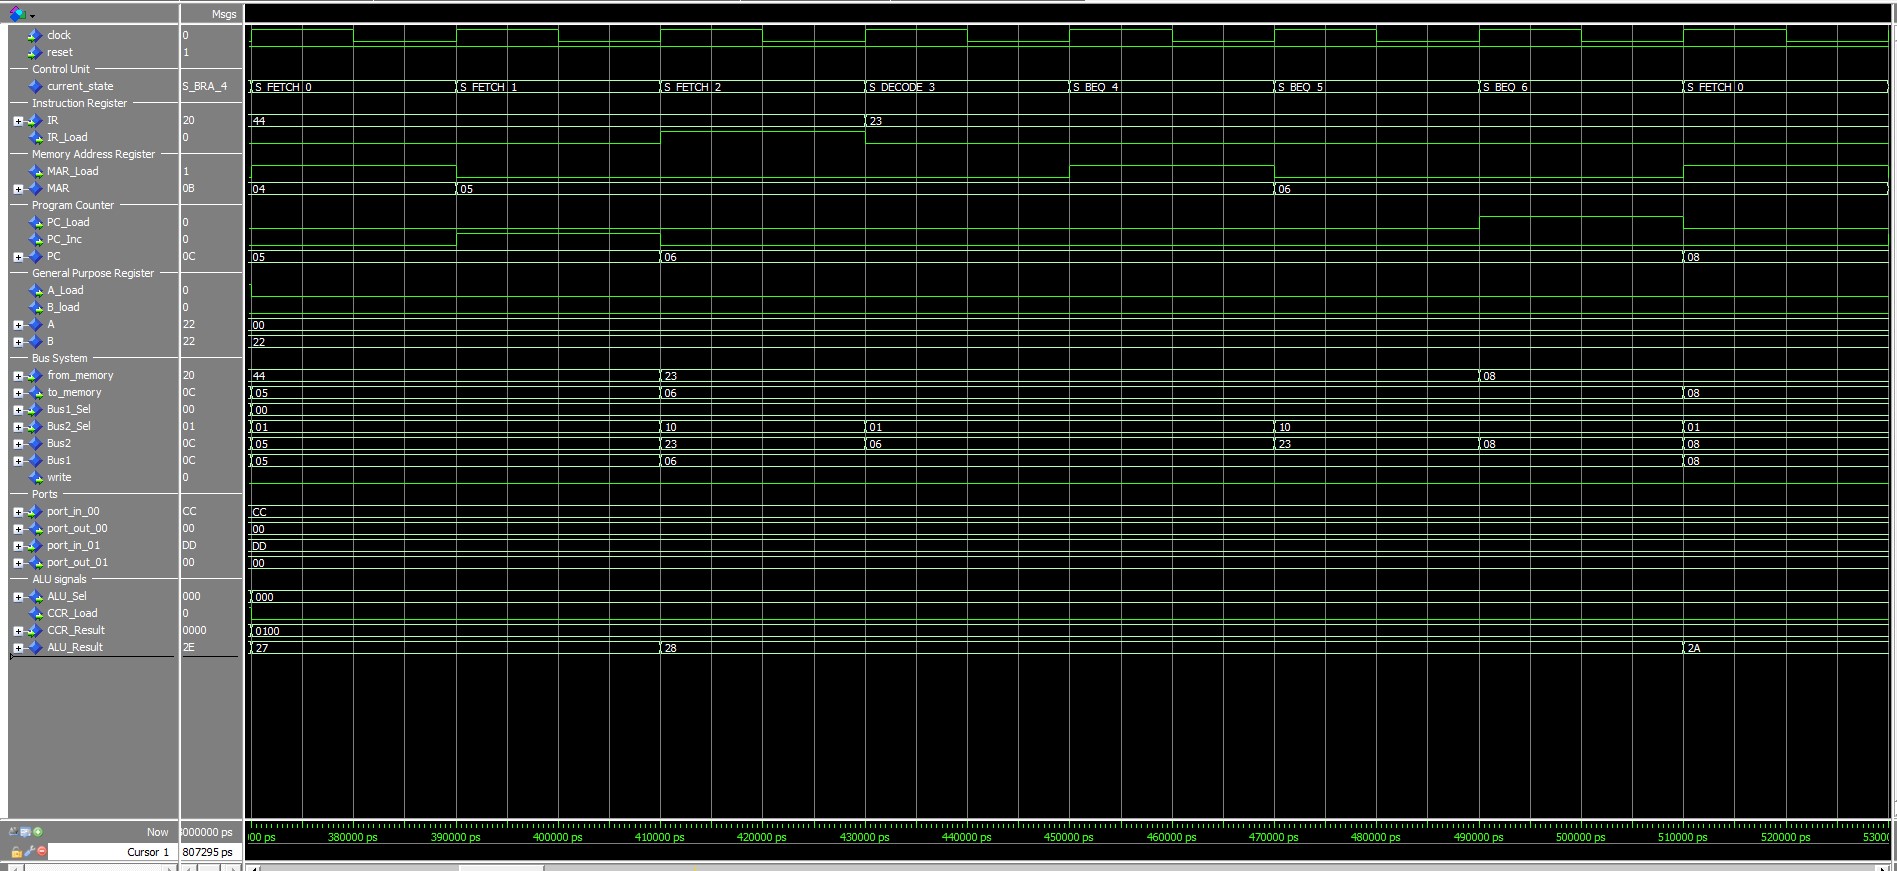 Msgs
clock 0
reset 1
Control Unit
current_state S_BRA_4 S_FETCH_0 S_FETCH_1 S_FETCH_2 S_DECODE_3 S_BEQ_4 S_BEQ_5 S_BEQ_6 S_FETCH_0
Instruction Register
IR 20 44 23
IR_Load 0
Memory Address Register
MAR_Load 1
MAR 0B 04 05 06
Program Counter
PC_Load 0
PC_Inc 0
PC 0C 05 06 08
General Purpose Register
A_Load 0
B_load 0
A 22 00
B 22 22
Bus System
from_memory 20 44 23 08
to_memory 0C 05 06 08
Bus1_Sel 00 00
Bus2_Sel 01 01 10 01 10 01
Bus2 0C 05 23 06 23 08 08
Bus1 0C 05 06 08
write 0
Ports
port_in_00 CC CC
port_out_00 00 00
port_in_01 DD DD
port_out_01 00 00
ALU signals
ALU_Sel 000 000
CCR_Load 0
CCR_Result 0000 0100
ALU_Result 2E 27 28 2A
Now 3000000 ps 000 ps 380000 ps 390000 ps 400000 ps 410000 ps 420000 ps 430000 ps 440000 ps 450000 ps 460000 ps 470000 ps 480000 ps 490000 ps 500000 ps 510000 ps 520000 ps 53000
Cursor 1 807295 ps